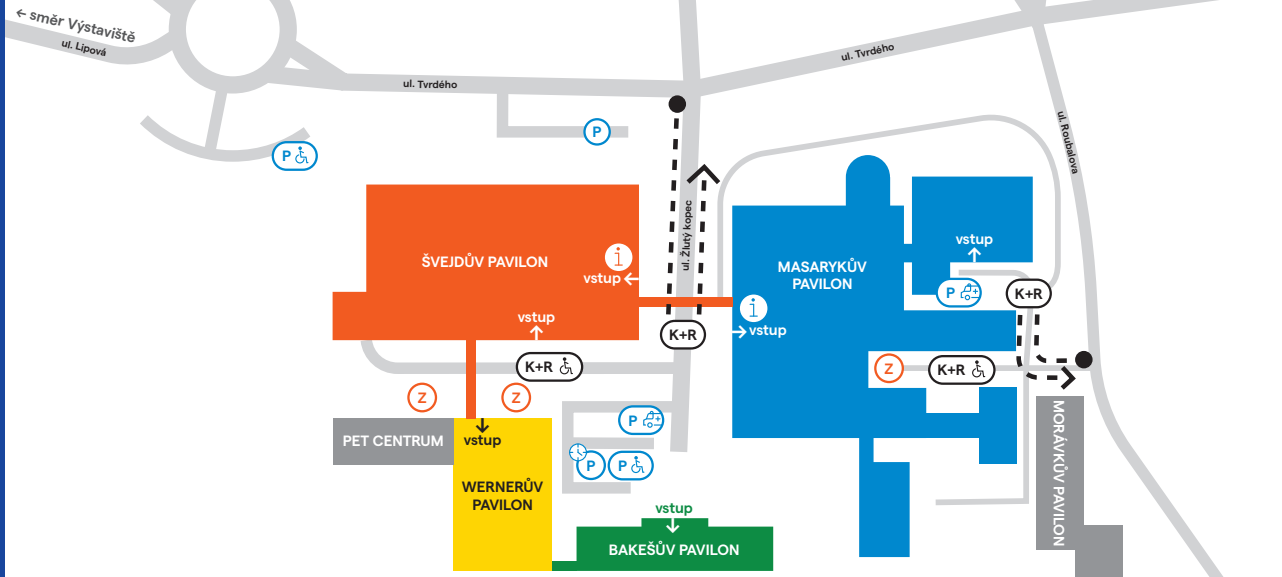 ← směr Výstaviště
ul. Lipová
ul. Tvrdého
ul. Tvrdého
ul. Roubalova
P
P
ul. Žlutý kopec
ŠVEJDŮV PAVILON
i
vstup ←
vstup
MASARYKŮV
PAVILON
vstup
P
K+R
i
→ vstup
K+R
K+R
Z
K+R
Z
Z
PET CENTRUM
vstup
WERNERŮV
PAVILON
P
P
P
MORÁVKŮV PAVILON
vstup
BAKEŠŮV PAVILON